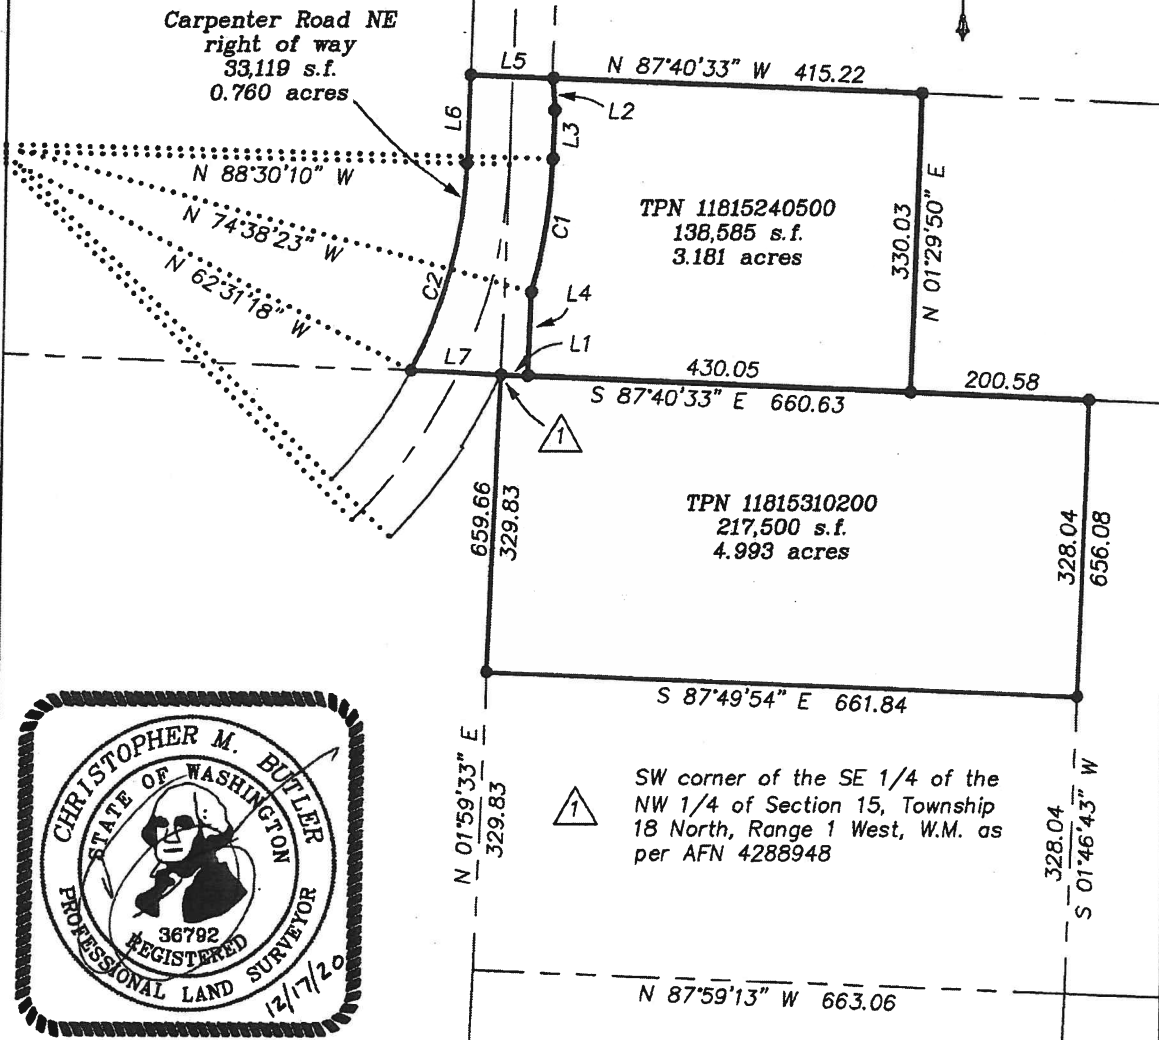 Carpenter Road NE
right of way
33,119 s.f.
0.760 acres
L5
N 87°40'33" W 415.22
L6
L2
L3
N 88°30'10" W
N 74°38'23" W
N 62°31'18" W
C1
C2
TPN 11815240500
138,585 s.f.
3.181 acres
330.03
N 01°29'50" E
L4
L1
L7
430.05
200.58
S 87°40'33" E 660.63
1
659.66
329.83
TPN 11815310200
217,500 s.f.
4.993 acres
328.04
656.08
S 87°49'54" E 661.84
N 01°59'33" E
329.83
1
SW corner of the SE 1/4 of the
NW 1/4 of Section 15, Township
18 North, Range 1 West, W.M. as
per AFN 4288948
328.04
S 01°46'43" W
N 87°59'13" W 663.06
CHRISTOPHER M. BUTLER
STATE OF WASHINGTON
36792
REGISTERED
PROFESSIONAL LAND SURVEYOR
12/17/20